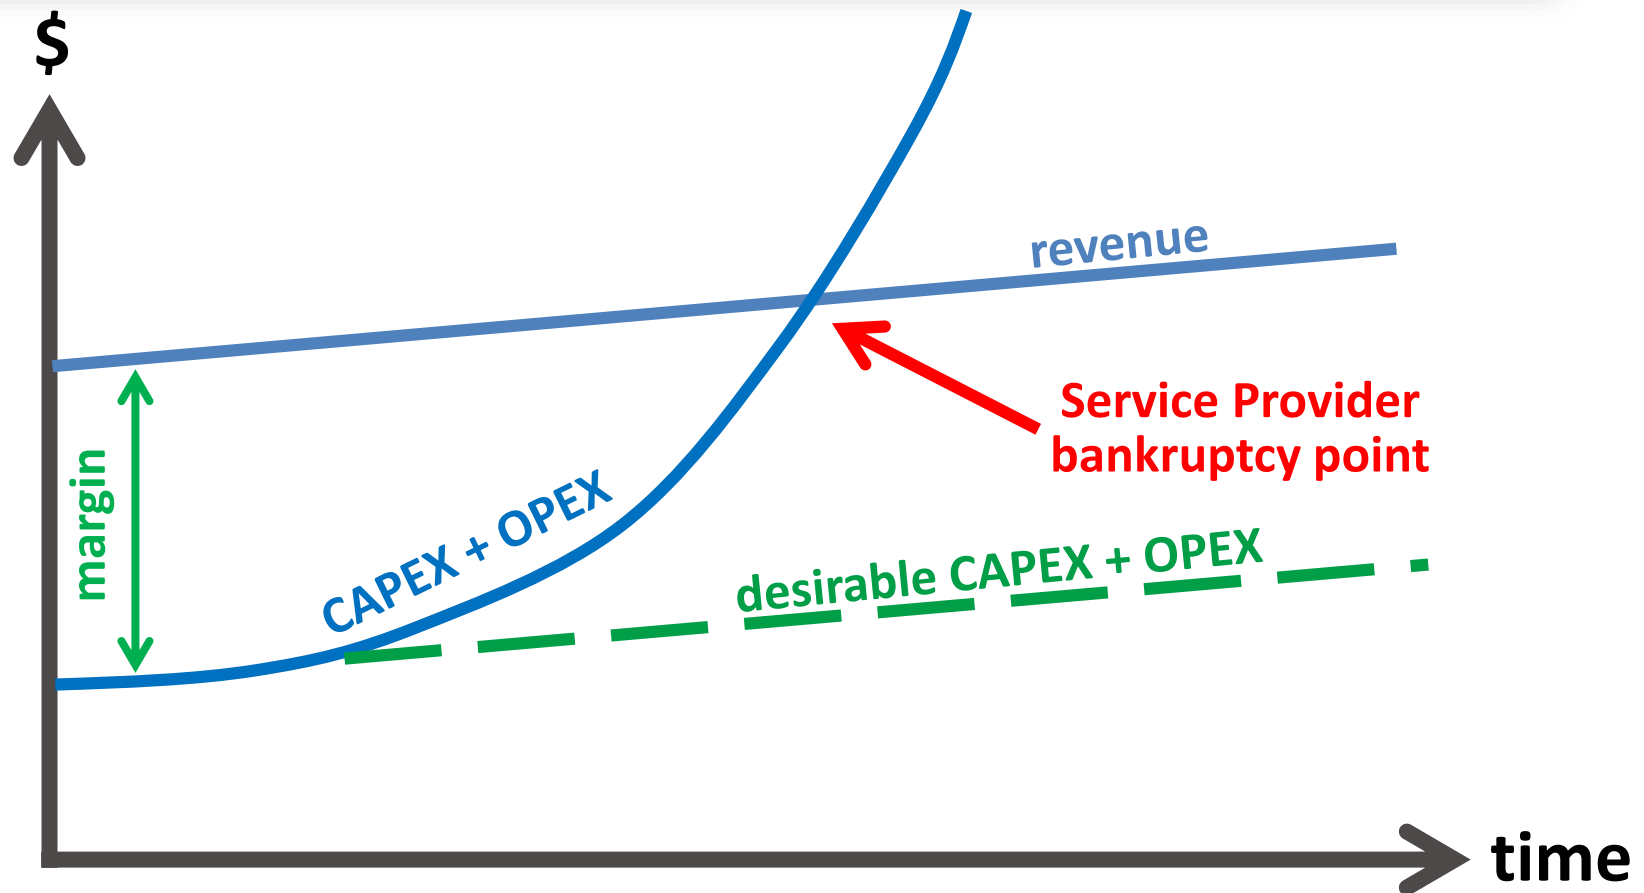 $
revenue
Service Provider
bankruptcy point
margin
CAPEX + OPEX
desirable CAPEX + OPEX
time